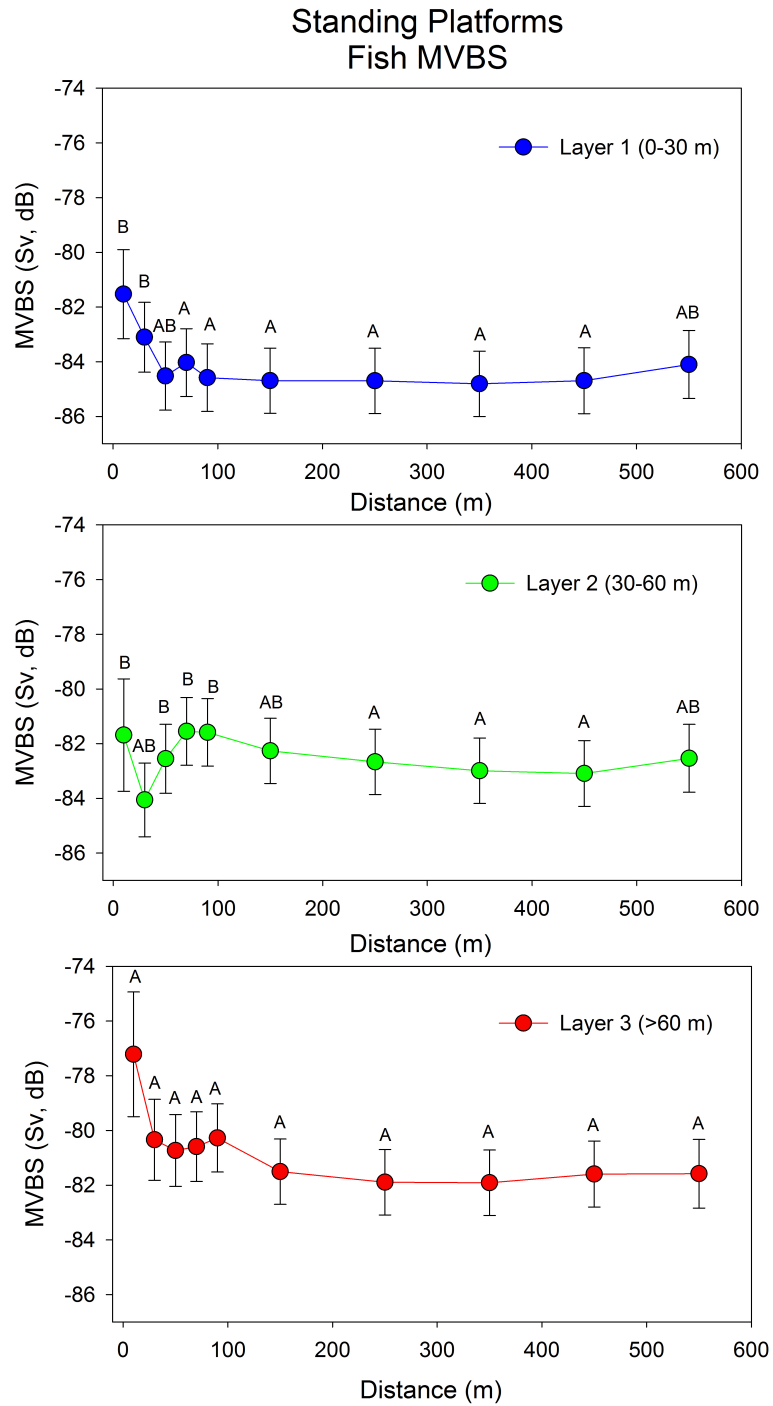 Standing Platforms
Fish MVBS
-74
-76
-78
-80
-82
-84
-86
MVBS (Sv, dB)
Layer 1 (0-30 m)
B
B
AB
A
A
A
A
A
A
AB
0
100
200
300
400
500
600
Distance (m)
-74
-76
-78
-80
-82
-84
-86
MVBS (Sv, dB)
Layer 2 (30-60 m)
B
AB
B
B
B
AB
A
A
A
AB
0
100
200
300
400
500
600
Distance (m)
-74
-76
-78
-80
-82
-84
-86
MVBS (Sv, dB)
Layer 3 (>60 m)
A
A
A
A
A
A
A
A
A
A
0
100
200
300
400
500
600
Distance (m)